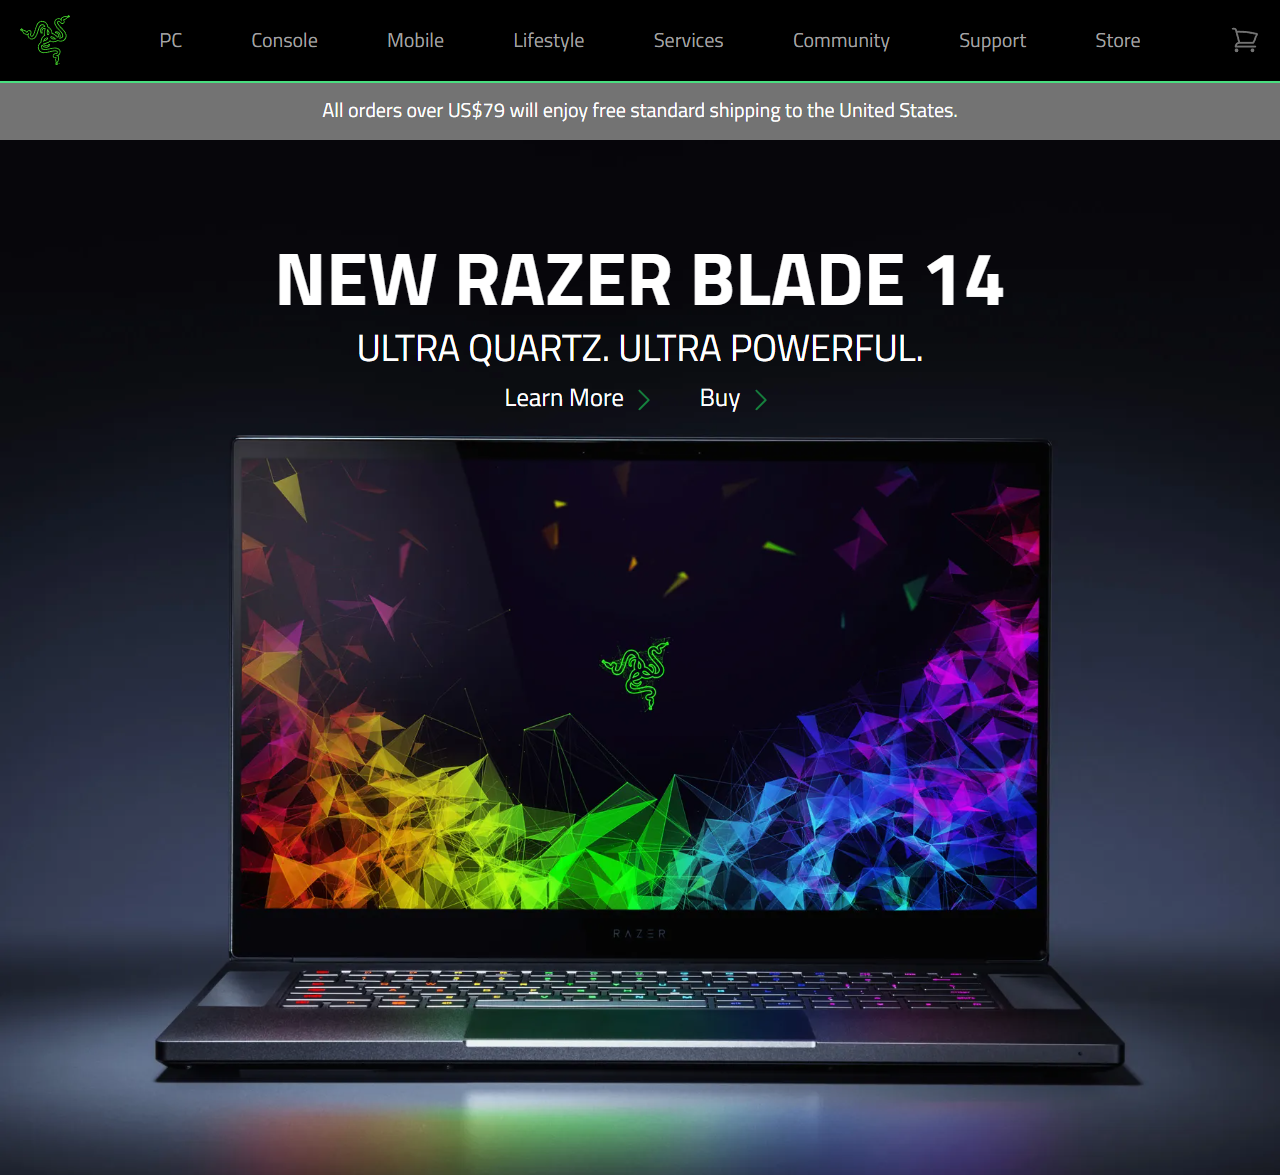 PC Console Mobile Lifestyle Services Community Support Store
All orders over US$79 will enjoy free standard shipping to the United States.
NEW RAZER BLADE 14
ULTRA QUARTZ. ULTRA POWERFUL.
Learn More Buy
RAZER